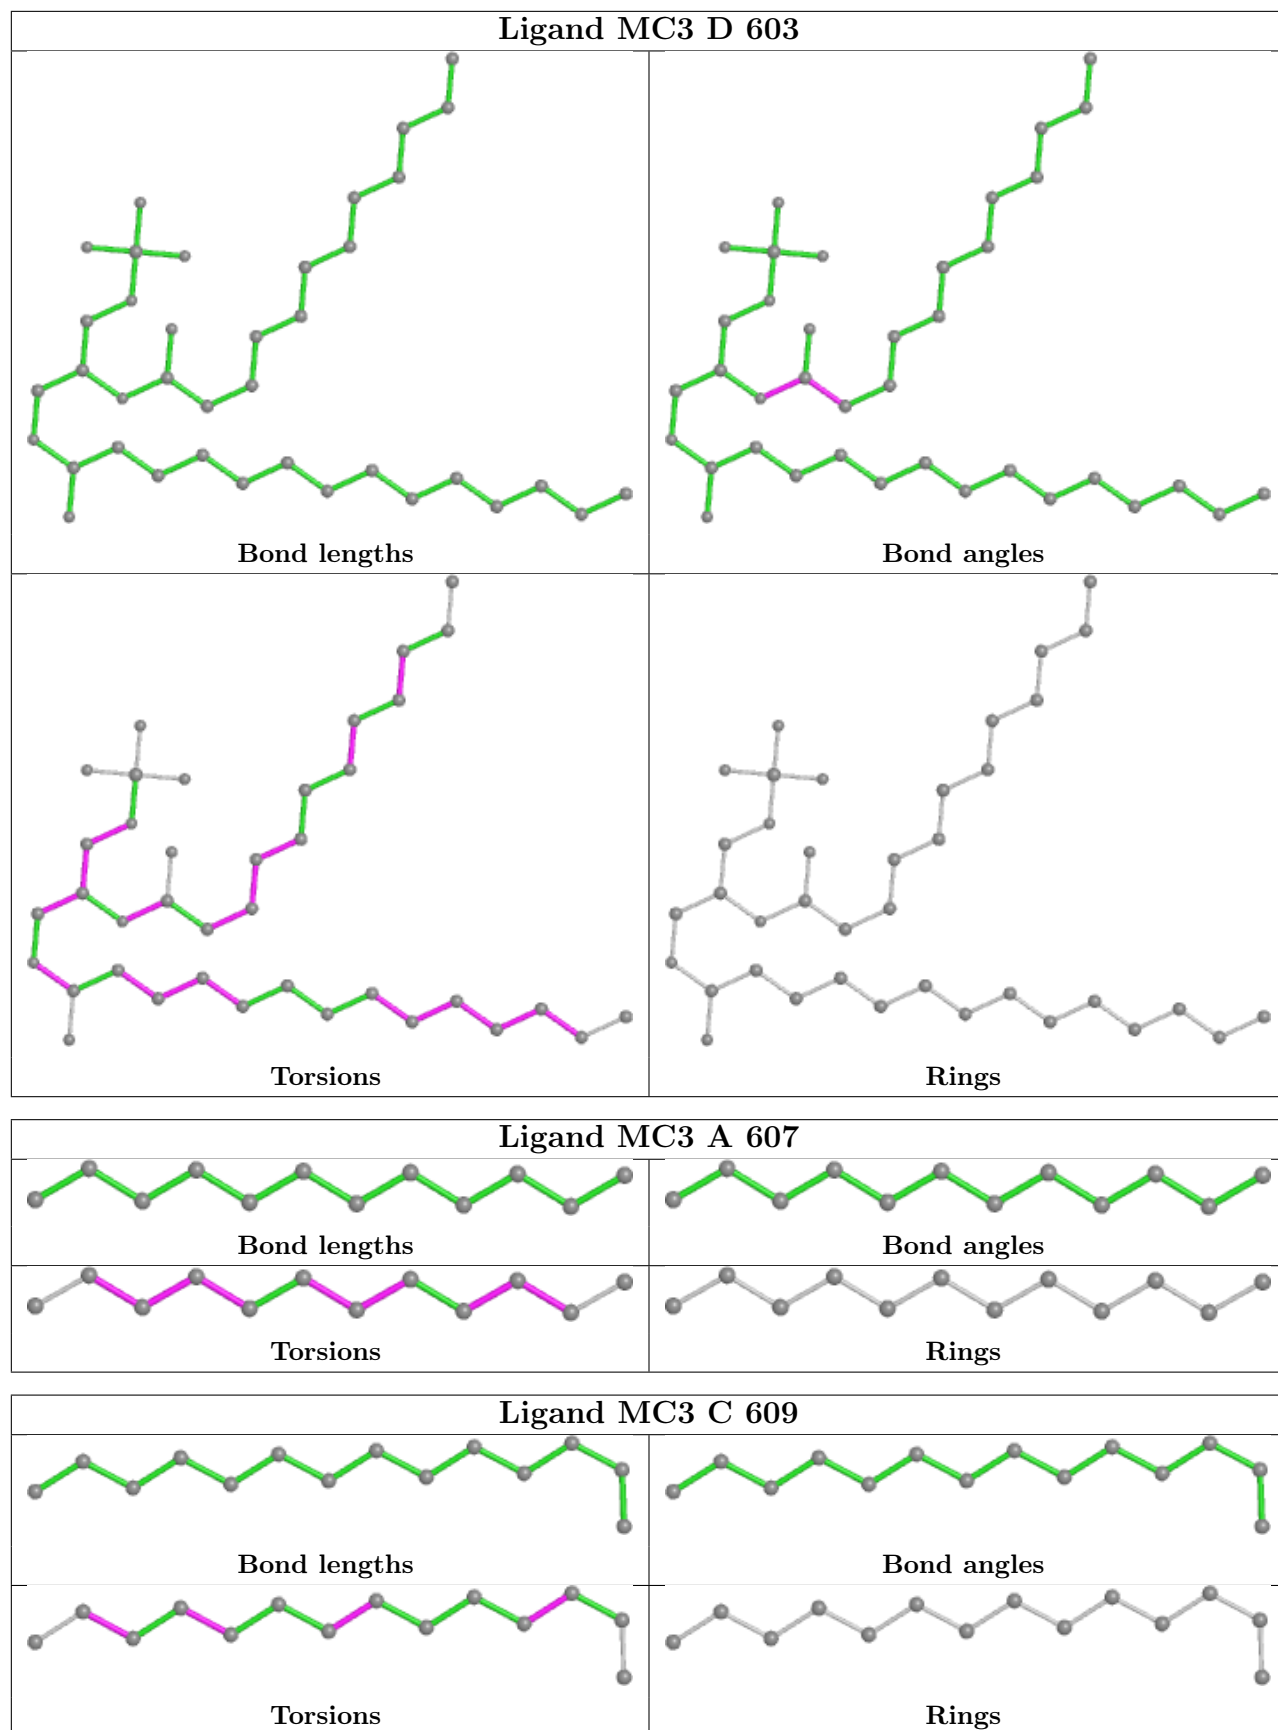 Ligand MC3 D 603
Bond lengths
Bond angles
Torsions
Rings
Ligand MC3 A 607
Bond lengths
Bond angles
Torsions
Rings
Ligand MC3 C 609
Bond lengths
Bond angles
Torsions
Rings